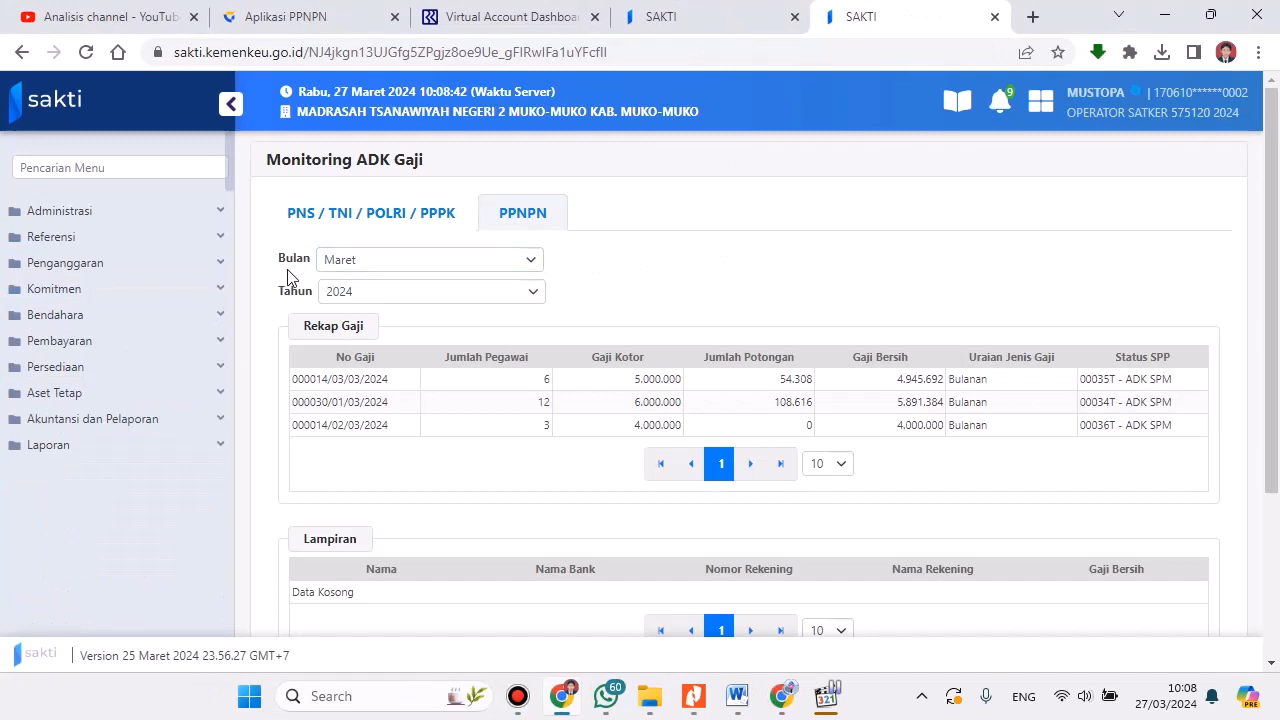 Analisis channel - YouTub
Aplikasi PPNPN
Virtual Account Dashboa
SAKTI
SAKTI
sakti.kemenkeu.go.id/NJ4jkgn13UJGfg5ZPgjz8oe9Ue_gFIRwIFa1uYFcfII
sakti
Rabu, 27 Maret 2024 10:08:42 (Waktu Server)
MADRASAH TSANAWIYAH NEGERI 2 MUKO-MUKO KAB. MUKO-MUKO
9
MUSTOPA | 170610******0002
OPERATOR SATKER 575120 2024
Pencarian Menu
Administrasi
Referensi
Penganggaran
Komitmen
Bendahara
Pembayaran
Persediaan
Aset Tetap
Akuntansi dan Pelaporan
Laporan
Monitoring ADK Gaji
PNS / TNI / POLRI / PPPK PPNPN
Bulan Maret
Tahun 2024
Rekap Gaji
No Gaji Jumlah Pegawai Gaji Kotor Jumlah Potongan Gaji Bersih Uraian Jenis Gaji Status SPP
000014/03/03/2024 6 5.000.000 54.308 4.945.692 Bulanan 00035T - ADK SPM
000030/01/03/2024 12 6.000.000 108.616 5.891.384 Bulanan 00034T - ADK SPM
000014/02/03/2024 3 4.000.000 0 4.000.000 Bulanan 00036T - ADK SPM
1 10
Lampiran
Nama Nama Bank Nomor Rekening Nama Rekening Gaji Bersih
Data Kosong
1 10
sakti Version 25 Maret 2024 23.56.27 GMT+7
Search
60
321
ENG
10:08
27/03/2024
PRE